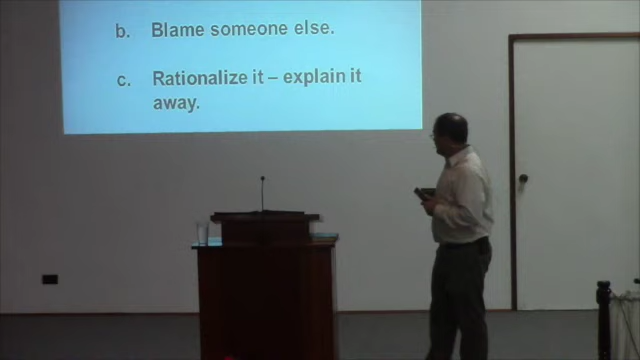 b. Blame someone else.
c. Rationalize it – explain it
away.